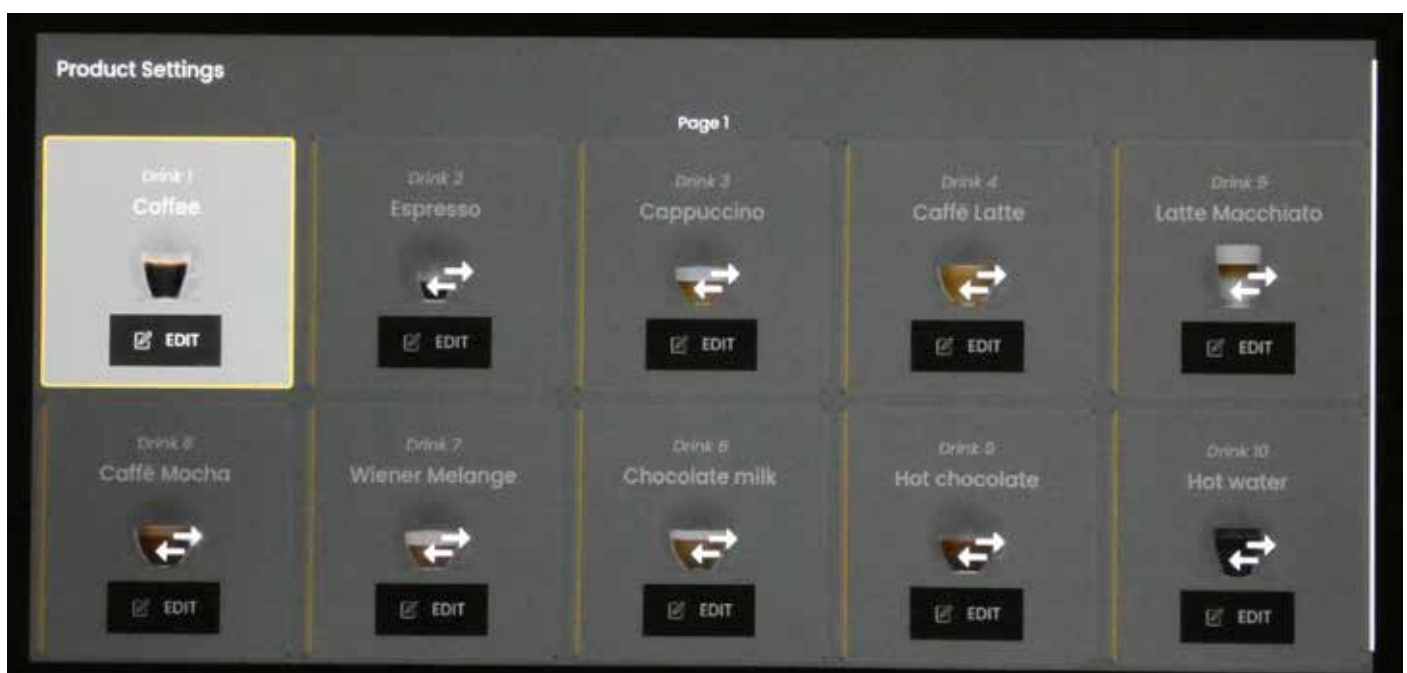 Product Settings
Page 1
Drink 1
Coffee
EDIT
Drink 2
Espresso
EDIT
Drink 3
Cappuccino
EDIT
Drink 4
Caffè Latte
EDIT
Drink 5
Latte Macchiato
EDIT
Drink 6
Caffè Mocha
EDIT
Drink 7
Wiener Melange
EDIT
Drink 8
Chocolate milk
EDIT
Drink 9
Hot chocolate
EDIT
Drink 10
Hot water
EDIT